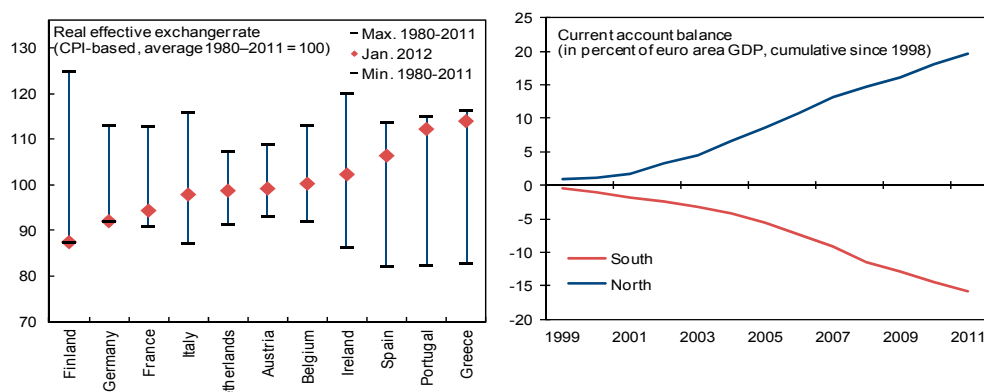 Real effective exchanger rate
(CPI-based, average 1980–2011 = 100)
Max. 1980-2011
Jan. 2012
Min. 1980-2011
130
120
110
100
90
80
70
Finland
Germany
France
Italy
therlands
Austria
Belgium
Ireland
Spain
Portugal
Greece
Current account balance
(in percent of euro area GDP, cumulative since 1998)
25
20
15
10
5
0
-5
-10
-15
-20
South
North
1999 2001 2003 2005 2007 2009 2011